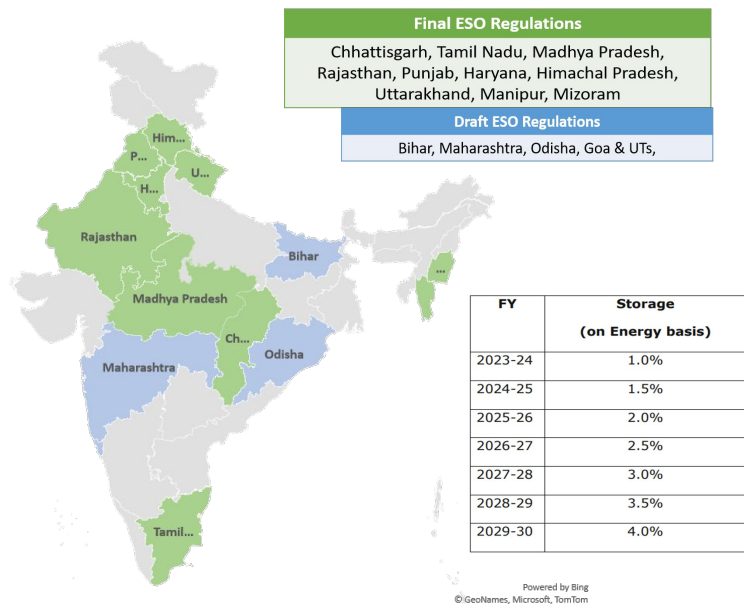 Final ESO Regulations
Chhattisgarh, Tamil Nadu, Madhya Pradesh,
Rajasthan, Punjab, Haryana, Himachal Pradesh,
Uttarakhand, Manipur, Mizoram
Draft ESO Regulations
Bihar, Maharashtra, Odisha, Goa & UTs,
Him...
P...
U...
H...
Rajasthan
Bihar
...
Madhya Pradesh
Ch...
Odisha
Maharashtra
Tamil...
FY Storage
(on Energy basis)
2023-24 1.0%
2024-25 1.5%
2025-26 2.0%
2026-27 2.5%
2027-28 3.0%
2028-29 3.5%
2029-30 4.0%
Powered by Bing
© GeoNames, Microsoft, TomTom